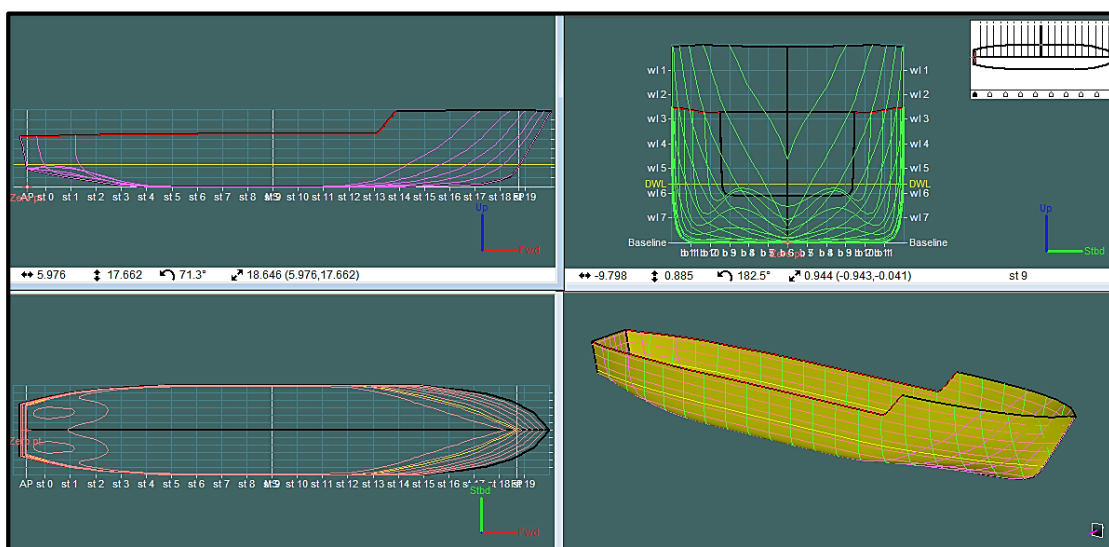 Zero pt
AP st 0 st 1 st 2 st 3 st 4 st 5 st 6 st 7 st 8 st 10 st 11 st 12 st 13 st 14 st 15 st 16 st 17 st 18 st 19
Up
Fwd
5.976 17.662 71.3° 18.646 (5.976,17.662)
wl 1 wl 1
wl 2 wl 2
wl 3 wl 3
wl 4 wl 4
wl 5 wl 5
DWL DWL
wl 6 wl 6
wl 7 wl 7
Baseline Baseline
Up
Stbd
-9.798 0.885 182.5° 0.944 (-0.943,-0.041) st 9
Zero pt
AP st 0 st 1 st 2 st 3 st 4 st 5 st 6 st 7 st 8 st 10 st 11 st 12 st 13 st 14 st 15 st 16 st 17 st 19
Stbd
Fwd